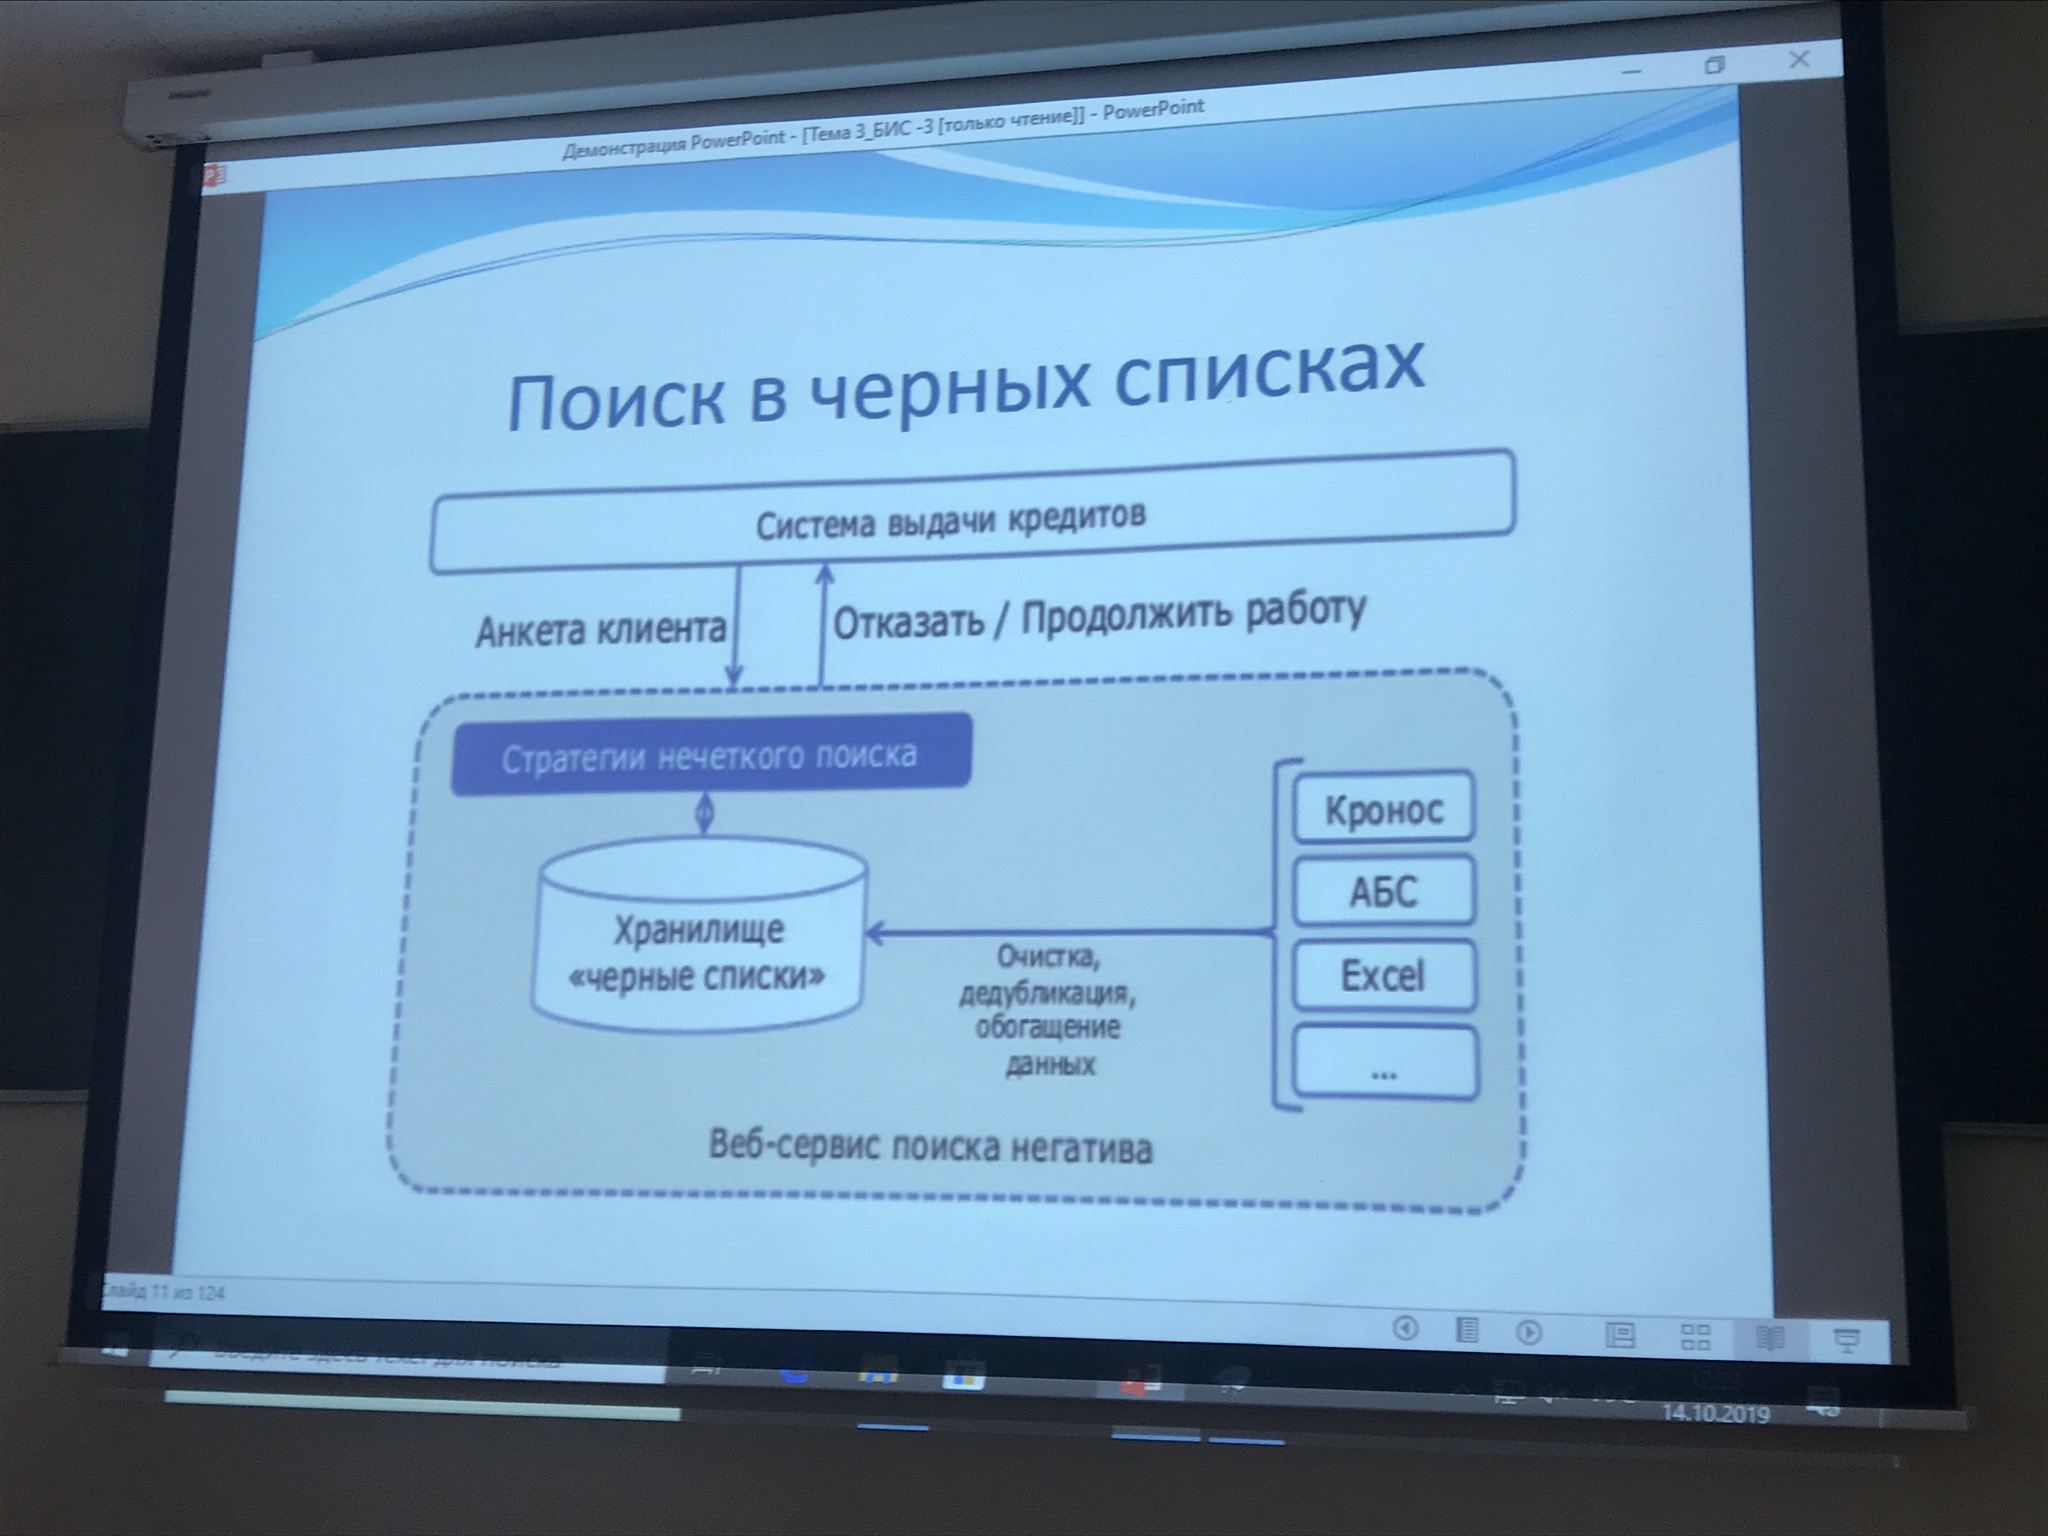 Демонстрация PowerPoint - [Тема 3_БИС -3 [только чтение]] - PowerPoint
Поиск в черных списках
Система выдачи кредитов
Анкета клиента
Отказать / Продолжить работу
Стратегии нечеткого поиска
Хранилище
«черные списки»
Очистка,
дедубликация,
обогащение
данных
Кронос
АБС
Excel
...
Веб-сервис поиска негатива
Слайд 11 из 124
Введите здесь текст для поиска
14.10.2019